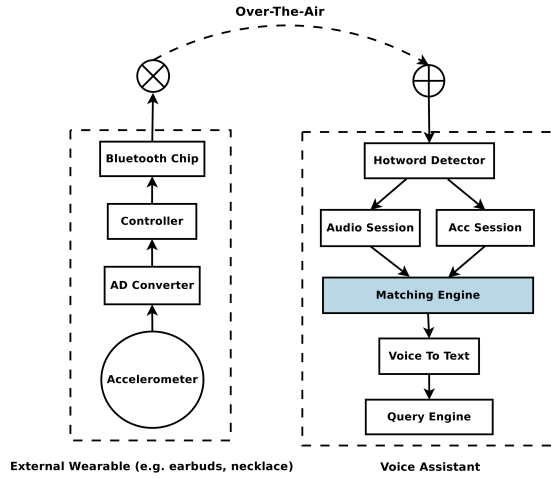 Over-The-Air
Bluetooth Chip
Controller
AD Converter
Accelerometer
External Wearable (e.g. earbuds, necklace)
Hotword Detector
Audio Session
Acc Session
Matching Engine
Voice To Text
Query Engine
Voice Assistant